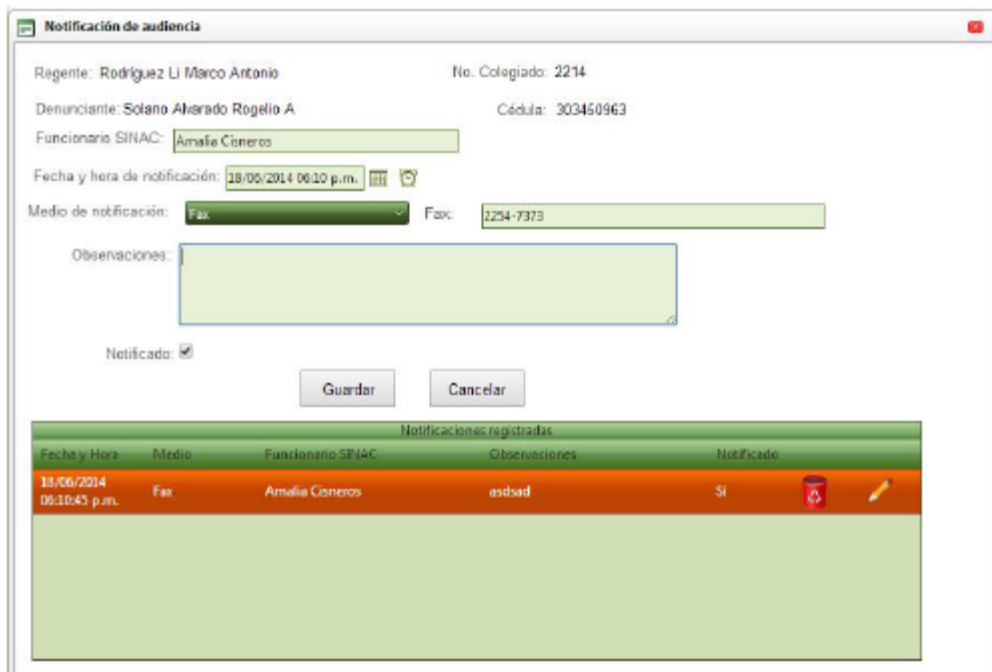 Notificación de audiencia
Regente: Rodríguez Li Marco Antonio No. Colegiado: 2214
Denunciante: Solano Alvarado Rogelio A Cédula: 303450963
Funcionario SINAC: Amalia Cisneros
Fecha y hora de notificación: 18/06/2014 06:10 p.m.
Medio de notificación: Fax Fax: 2254-7373
Observaciones:
Notificado:
Guardar Cancelar
Notificaciones registradas
Fecha y Hora Medio Funcionario SINAC Observaciones Notificado
18/06/2014
06:10:45 p.m. Fax Amalia Cisneros asdsad Si